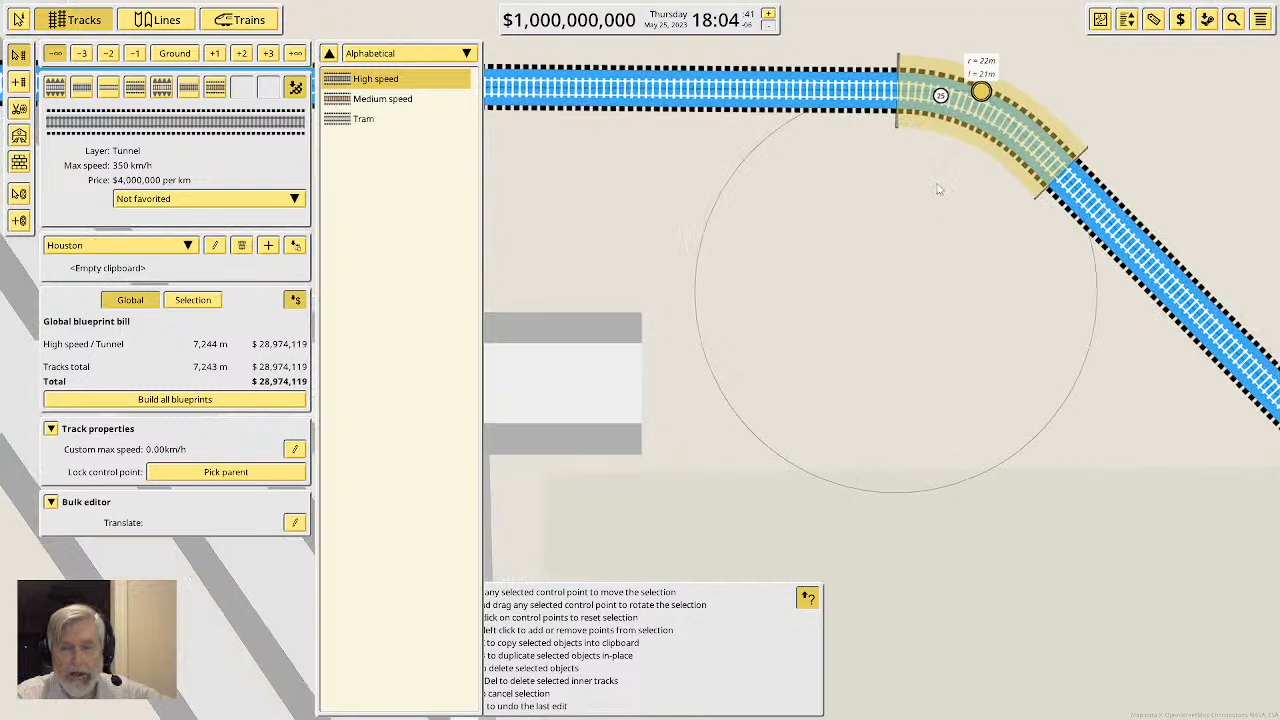 Tracks
Lines
Trains
$1,000,000,000
Thursday
May 25, 2023
18:04
:41
-06
+
-
-∞
-3
-2
-1
Ground
+1
+2
+3
+∞
Layer: Tunnel
Max speed: 350 km/h
Price: $4,000,000 per km
Not favorited
Houston
<Empty clipboard>
Global
Selection
Global blueprint bill
High speed / Tunnel 7,244 m $ 28,974,119
Tracks total 7,243 m $ 28,974,119
Total $ 28,974,119
Build all blueprints
Track properties
Custom max speed: 0.00km/h
Lock control point: Pick parent
Bulk editor
Translate:
Alphabetical
High speed
Medium speed
Tram
r = 22m
l = 21m
25
any selected control point to move the selection
nd drag any selected control point to rotate the selection
click on control points to reset selection
left click to add or remove points from selection
to copy selected objects into clipboard
to duplicate selected objects in-place
to delete selected objects
Del to delete selected inner tracks
to cancel selection
to undo the last edit
?